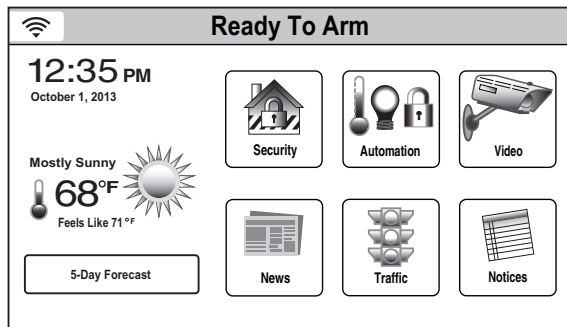 Ready To Arm
12:35 PM
October 1, 2013
Mostly Sunny
68°F
Feels Like 71°F
5-Day Forecast
Security
Automation
Video
News
Traffic
Notices